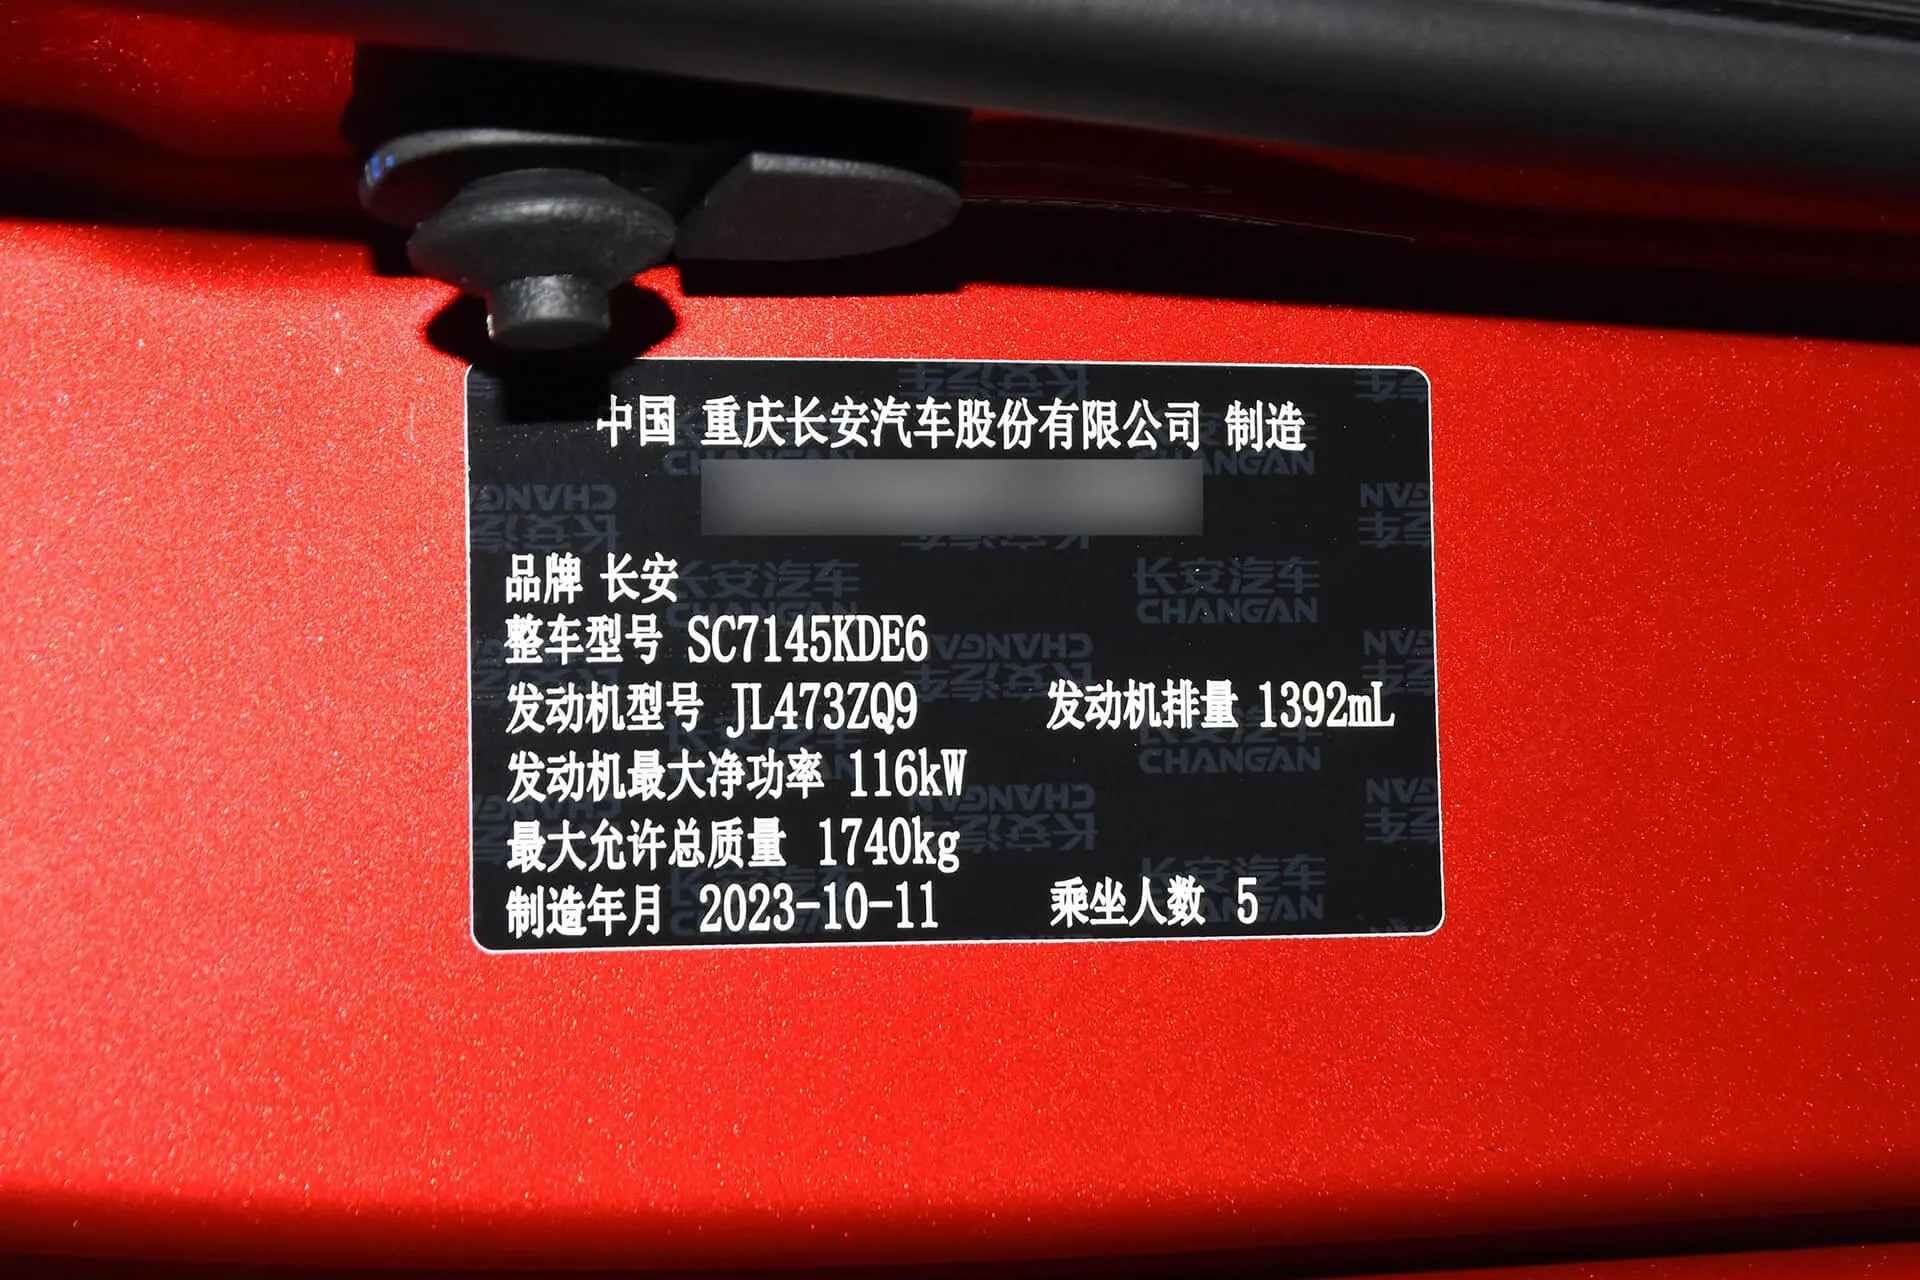 中国 重庆长安汽车股份有限公司 制造
品牌 长安
整车型号 SC7145KDE6
发动机型号 JL473ZQ9 发动机排量 1392mL
发动机最大净功率 116kW
最大允许总质量 1740kg
制造年月 2023-10-11 乘坐人数 5